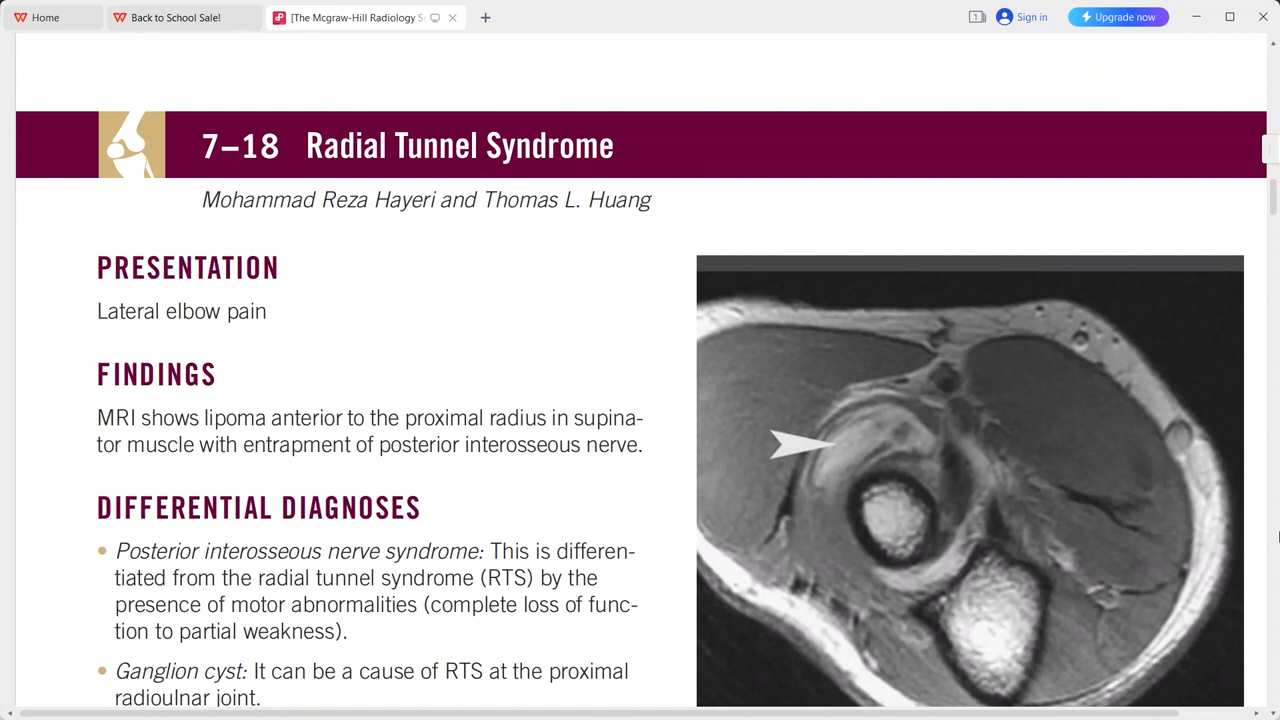 Home
Back to School Sale!
[The Mcgraw-Hill Radiology Se
1
Sign in
Upgrade now
7–18 Radial Tunnel Syndrome
Mohammad Reza Hayeri and Thomas L. Huang
PRESENTATION
Lateral elbow pain
FINDINGS
MRI shows lipoma anterior to the proximal radius in supina-
tor muscle with entrapment of posterior interosseous nerve.
DIFFERENTIAL DIAGNOSES
• Posterior interosseous nerve syndrome: This is differen-
tiated from the radial tunnel syndrome (RTS) by the
presence of motor abnormalities (complete loss of func-
tion to partial weakness).
• Ganglion cyst: It can be a cause of RTS at the proximal
radioulnar joint.